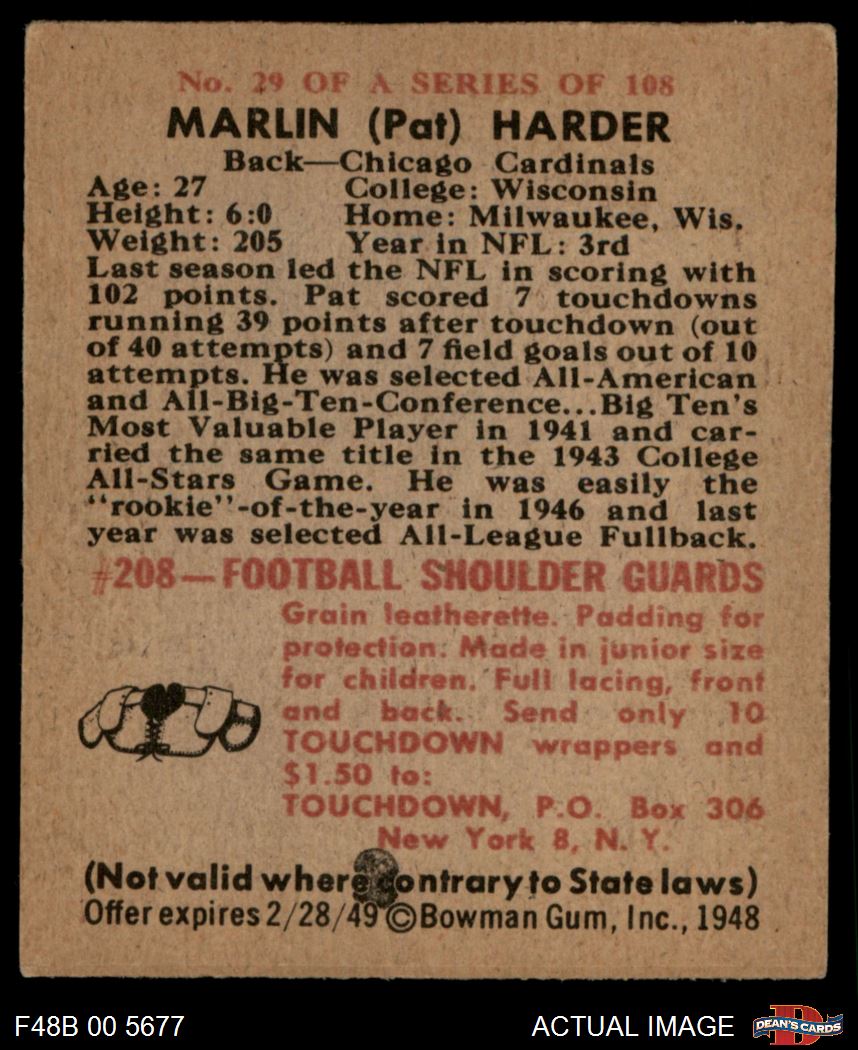 No. 29 OF A SERIES OF 108
MARLIN (Pat) HARDER
Back—Chicago Cardinals
Age: 27 College: Wisconsin
Height: 6:0 Home: Milwaukee, Wis.
Weight: 205 Year in NFL: 3rd
Last season led the NFL in scoring with
102 points. Pat scored 7 touchdowns
running 39 points after touchdown (out
of 40 attempts) and 7 field goals out of 10
attempts. He was selected All-American
and All-Big-Ten-Conference...Big Ten's
Most Valuable Player in 1941 and car-
ried the same title in the 1943 College
All-Stars Game. He was easily the
"rookie"-of-the-year in 1946 and last
year was selected All-League Fullback.
#208—FOOTBALL SHOULDER GUARDS
Grain leatherette. Padding for
protection. Made in junior size
for children. Full lacing, front
and back. Send only 10
TOUCHDOWN wrappers and
$1.50 to:
TOUCHDOWN, P.O. Box 306
New York 8, N. Y.
(Not valid where contrary to State laws)
Offer expires 2/28/49 ©Bowman Gum, Inc., 1948
F48B 00 5677 ACTUAL IMAGE DEAN'S CARDS